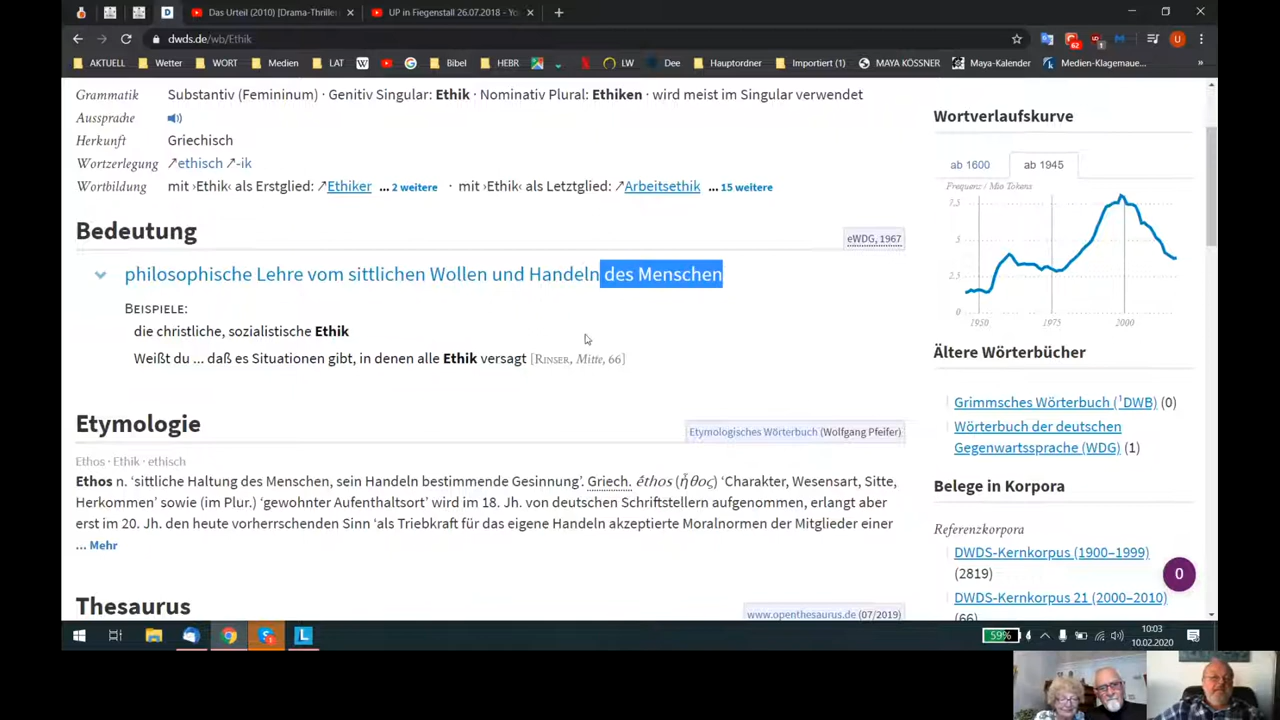 Das Urteil (2010) [Drama-Thriller
UP in Fiegenstall 26.07.2018 - Yo
D
dwds.de/wb/Ethik
62
1
U
AKTUELL
Wetter
WORT
Medien
LAT
W
G
Bibel
HEBR
LW
Dee
Hauptordner
Importiert (1)
MAYA KÖSSNER
Maya-Kalender
Medien-Klagemaue...
»
Grammatik Substantiv (Femininum) · Genitiv Singular: Ethik · Nominativ Plural: Ethiken · wird meist im Singular verwendet
Aussprache
Herkunft Griechisch
Wortzerlegung ↗ethisch ↗-ik
Wortbildung mit ›Ethik‹ als Erstglied: ↗Ethiker ... 2 weitere · mit ›Ethik‹ als Letztglied: ↗Arbeitsethik ... 15 weitere
Bedeutung
eWDG, 1967
philosophische Lehre vom sittlichen Wollen und Handeln des Menschen
BEISPIELE:
die christliche, sozialistische Ethik
Weißt du ... daß es Situationen gibt, in denen alle Ethik versagt [RINSER, Mitte, 66]
Etymologie
Etymologisches Wörterbuch (Wolfgang Pfeifer)
Ethos · Ethik · ethisch
Ethos n. ‘sittliche Haltung des Menschen, sein Handeln bestimmende Gesinnung’. Griech. ḗthos (ἦθος) ‘Charakter, Wesensart, Sitte,
Herkommen’ sowie (im Plur.) ‘gewohnter Aufenthaltsort’ wird im 18. Jh. von deutschen Schriftstellern aufgenommen, erlangt aber
erst im 20. Jh. den heute vorherrschenden Sinn ‘als Triebkraft für das eigene Handeln akzeptierte Moralnormen der Mitglieder einer
... Mehr
Thesaurus
www.openthesaurus.de (07/2019)
Wortverlaufskurve
ab 1600
ab 1945
Frequenz / Mio Tokens
7.5
5
2.5
0
1950
1975
2000
Ältere Wörterbücher
Grimmsches Wörterbuch (¹DWB) (0)
Wörterbuch der deutschen
Gegenwartssprache (WDG) (1)
Belege in Korpora
Referenzkorpora
DWDS-Kernkorpus (1900–1999)
(2819)
DWDS-Kernkorpus 21 (2000–2010)
(66)
0
L
59%
10:03
10.02.2020